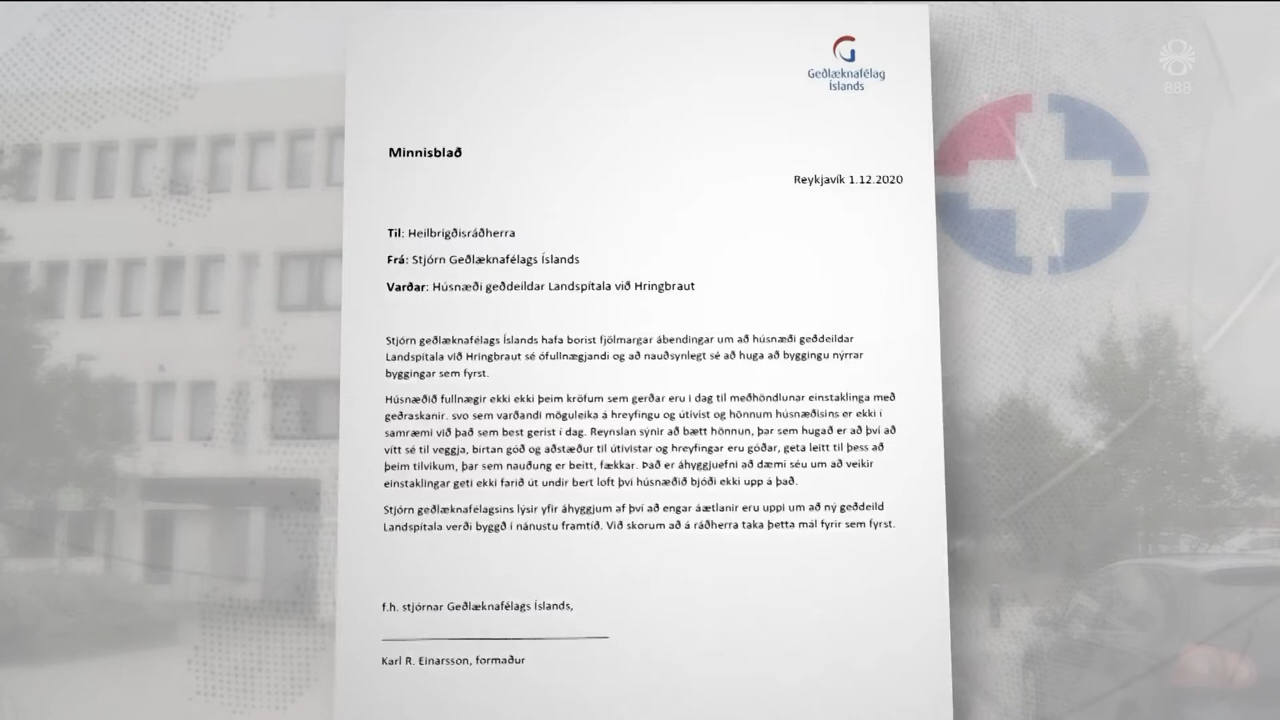 Geðlæknafélag
Íslands
888
Minnisblað
Reykjavík 1.12.2020
Til: Heilbrigðisráðherra
Frá: Stjórn Geðlæknafélags Íslands
Varðar: Húsnæði geðdeildar Landspítala við Hringbraut
Stjórn geðlæknafélags Íslands hafa borist fjölmargar ábendingar um að húsnæði geðdeildar
Landspítala við Hringbraut sé ófullnægjandi og að nauðsynlegt sé að huga að byggingu nýrrar
byggingar sem fyrst.
Húsnæðið fullnægir ekki ekki þeim kröfum sem gerðar eru í dag til meðhöndlunar einstaklinga með
geðraskanir. svo sem varðandi möguleika á hreyfingu og útivist og hönnum húsnæðisins er ekki í
samræmi við það sem best gerist í dag. Reynslan sýnir að bætt hönnun, þar sem hugað er að því að
vítt sé til veggja, birtan góð og aðstæður til útivistar og hreyfingar eru góðar, geta leitt til þess að
þeim tilvikum, þar sem nauðung er beitt, fækkar. Það er áhyggjuefni að dæmi séu um að veikir
einstaklingar geti ekki farið út undir bert loft því húsnæðið bjóði ekki upp á það.
Stjórn geðlæknafélagsins lýsir yfir áhyggjum af því að engar áætlanir eru uppi um að ný geðdeild
Landspítala verði byggð í nánustu framtíð. Við skorum að á ráðherra taka þetta mál fyrir sem fyrst.
f.h. stjórnar Geðlæknafélags Íslands,
Karl R. Einarsson, formaður